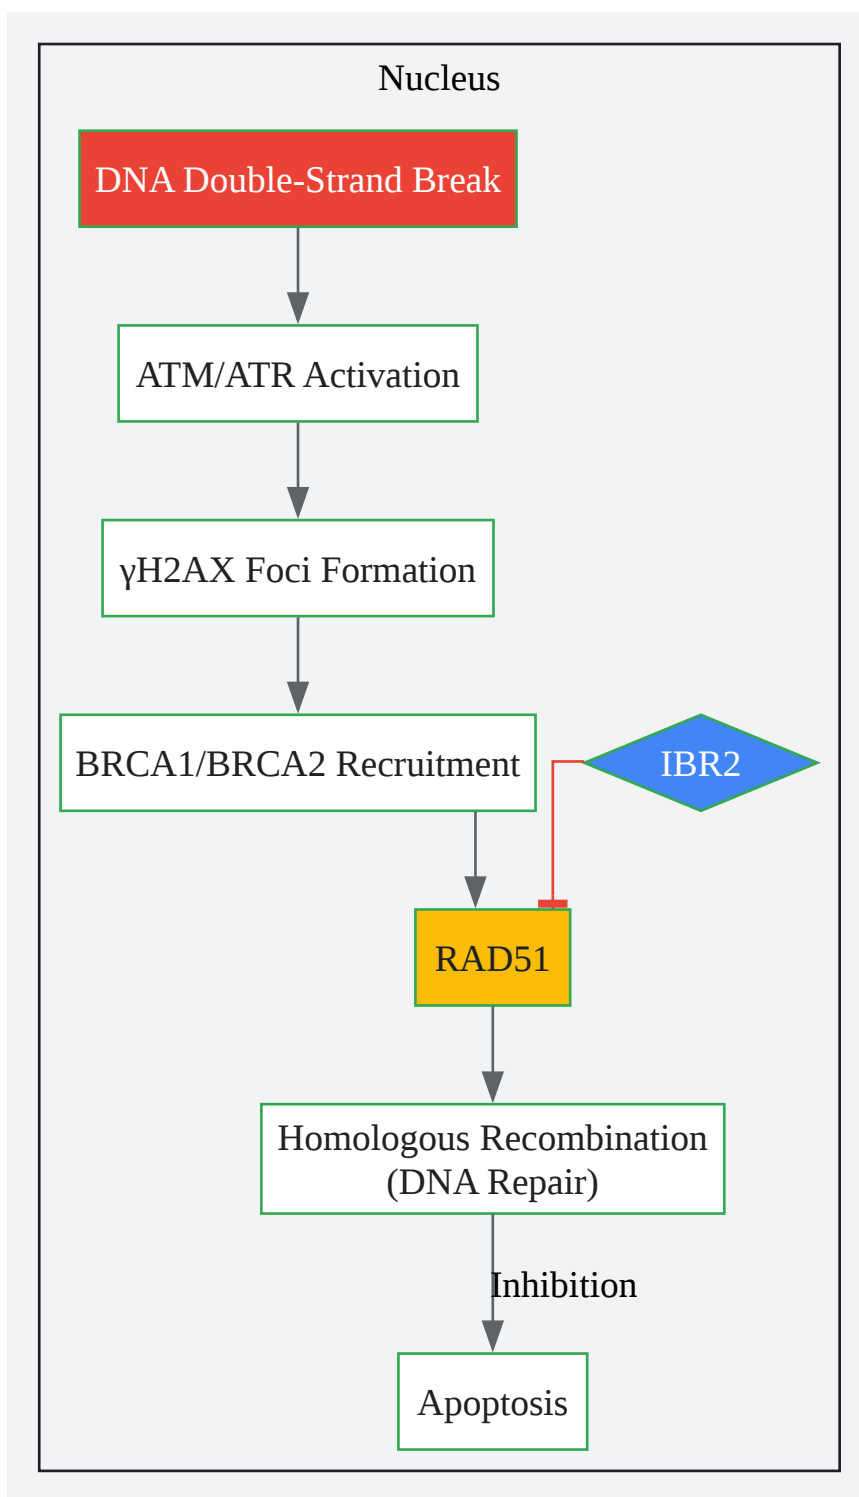 Nucleus
DNA Double-Strand Break
ATM/ATR Activation
γH2AX Foci Formation
BRCA1/BRCA2 Recruitment
IBR2
RAD51
Homologous Recombination
(DNA Repair)
Inhibition
Apoptosis